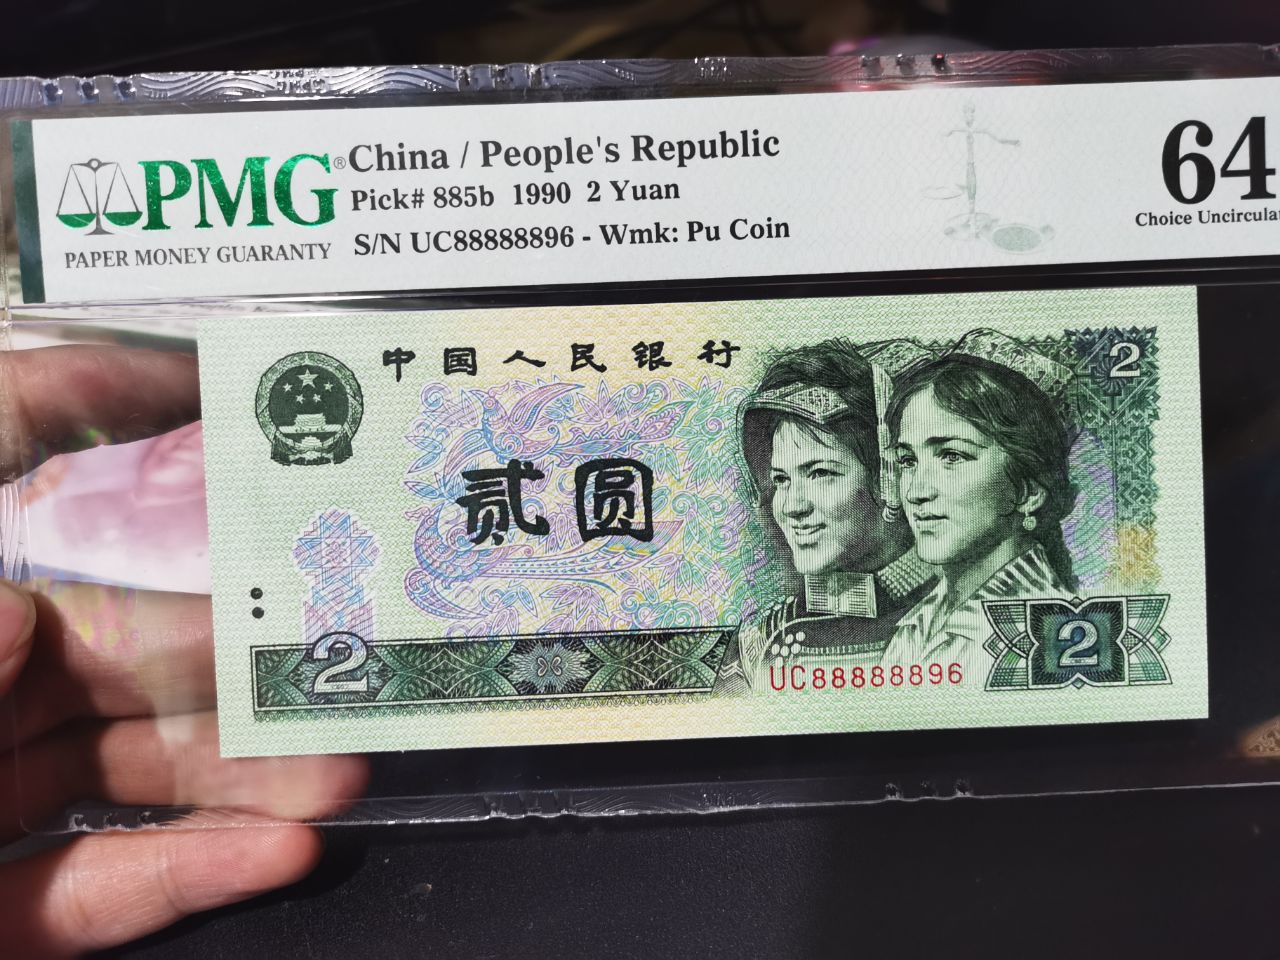 PMG®
PAPER MONEY GUARANTY
China / People's Republic
Pick# 885b 1990 2 Yuan
S/N UC88888896 - Wmk: Pu Coin
64
Choice Uncircula
中国人民银行
2
贰圆
2
2
UC88888896